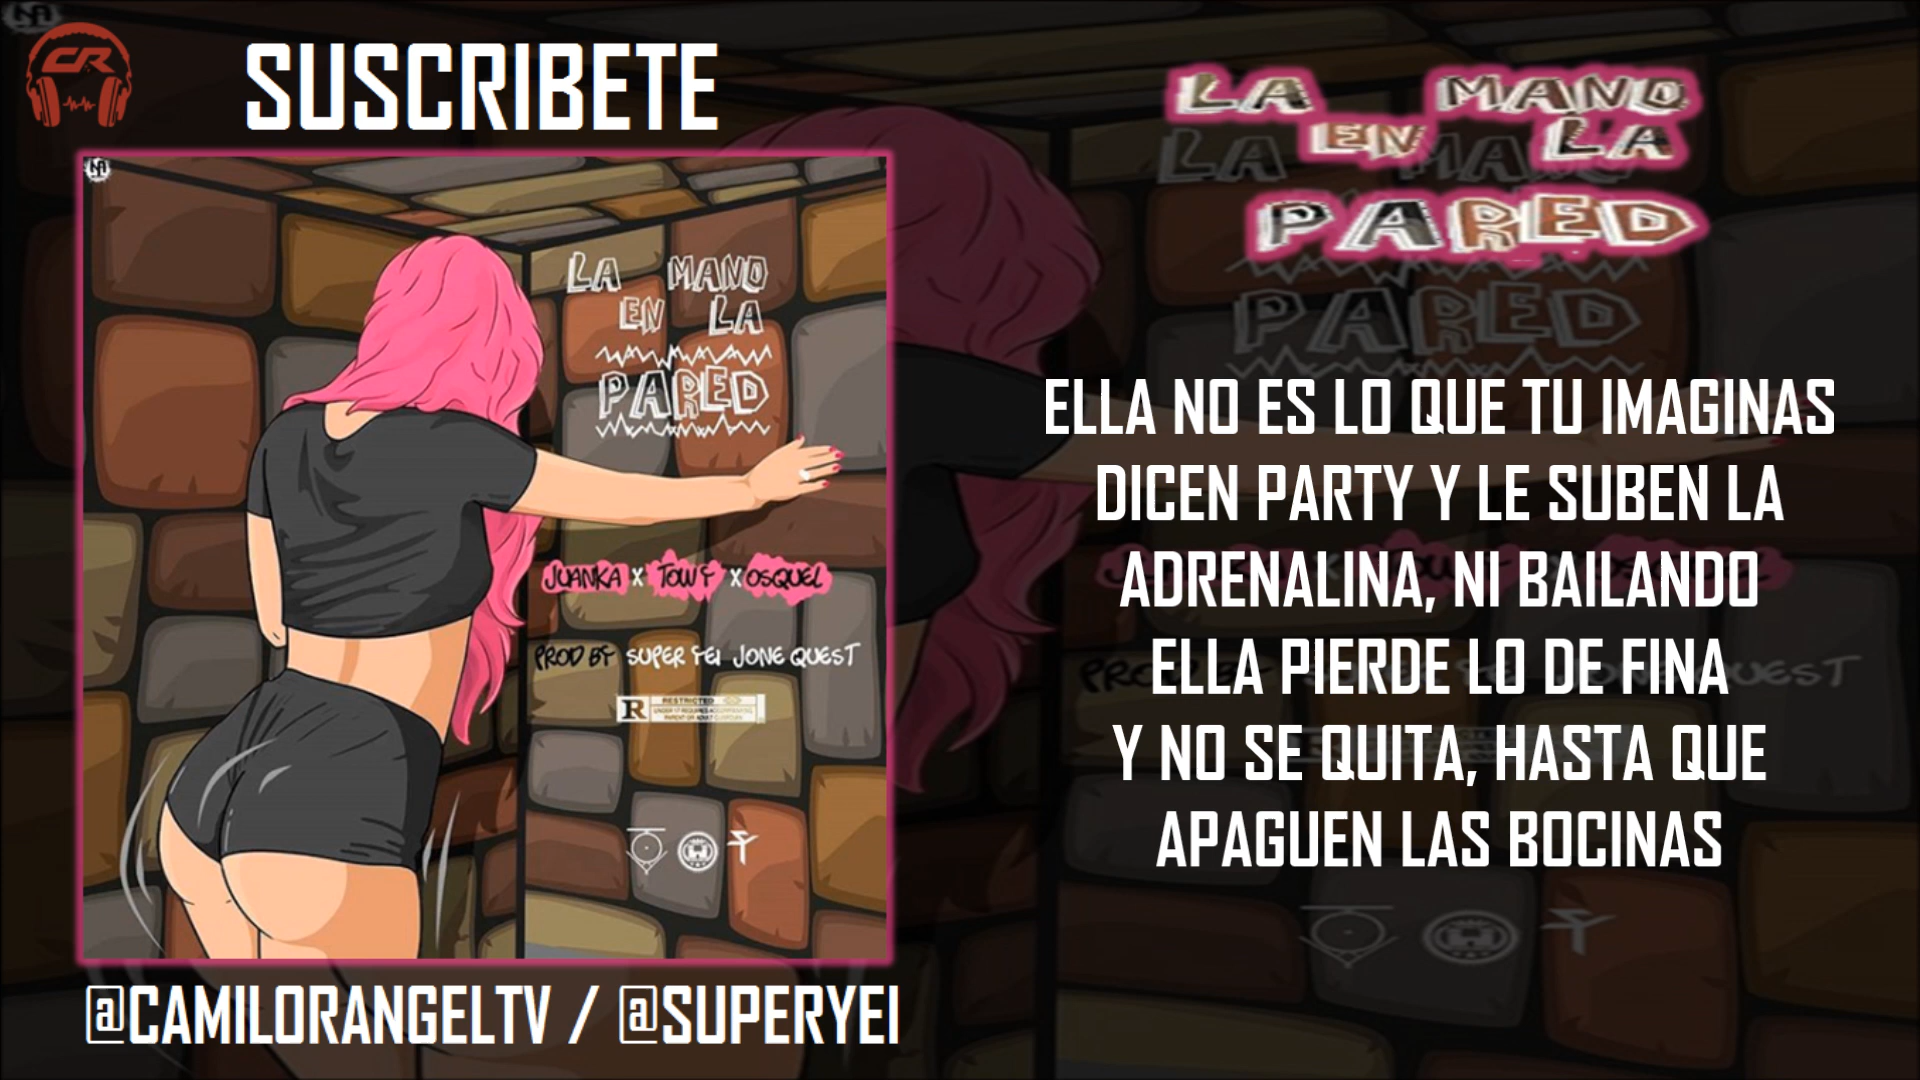 CR
SUSCRIBETE
LA MANO
EN LA
PARED
LA MANO
EN LA
PARED
JUANKA X TOWY X OSQUEL
PROD BY SUPER YEI JONE QUEST
R RESTRICTED
ELLA NO ES LO QUE TU IMAGINAS
DICEN PARTY Y LE SUBEN LA
ADRENALINA, NI BAILANDO
ELLA PIERDE LO DE FINA
Y NO SE QUITA, HASTA QUE
APAGUEN LAS BOCINAS
@CAMILORANGELTV / @SUPERYEI